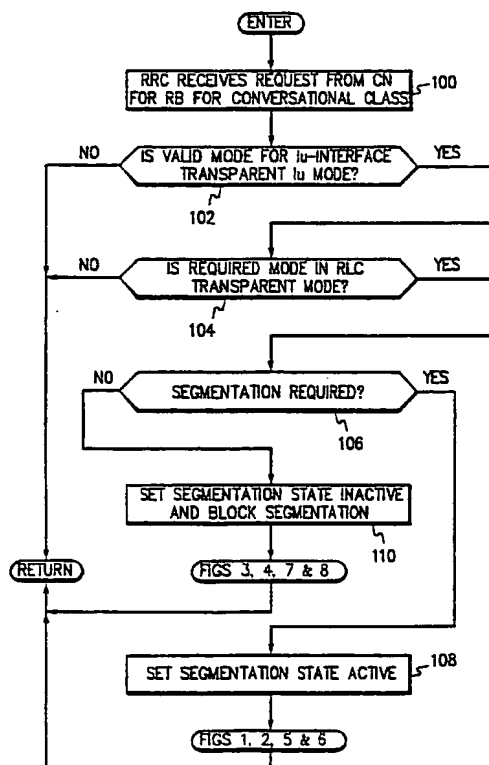 ENTER
RRC RECEIVES REQUEST FROM CN
FOR RB FOR CONVERSATIONAL CLASS
100
NO
IS VALID MODE FOR Iu-INTERFACE
TRANSPARENT Iu MODE?
YES
102
NO
IS REQUIRED MODE IN RLC
TRANSPARENT MODE?
YES
104
NO
SEGMENTATION REQUIRED?
YES
106
SET SEGMENTATION STATE INACTIVE
AND BLOCK SEGMENTATION
110
RETURN
FIGS 3, 4, 7 & 8
SET SEGMENTATION STATE ACTIVE
108
FIGS 1, 2, 5 & 6